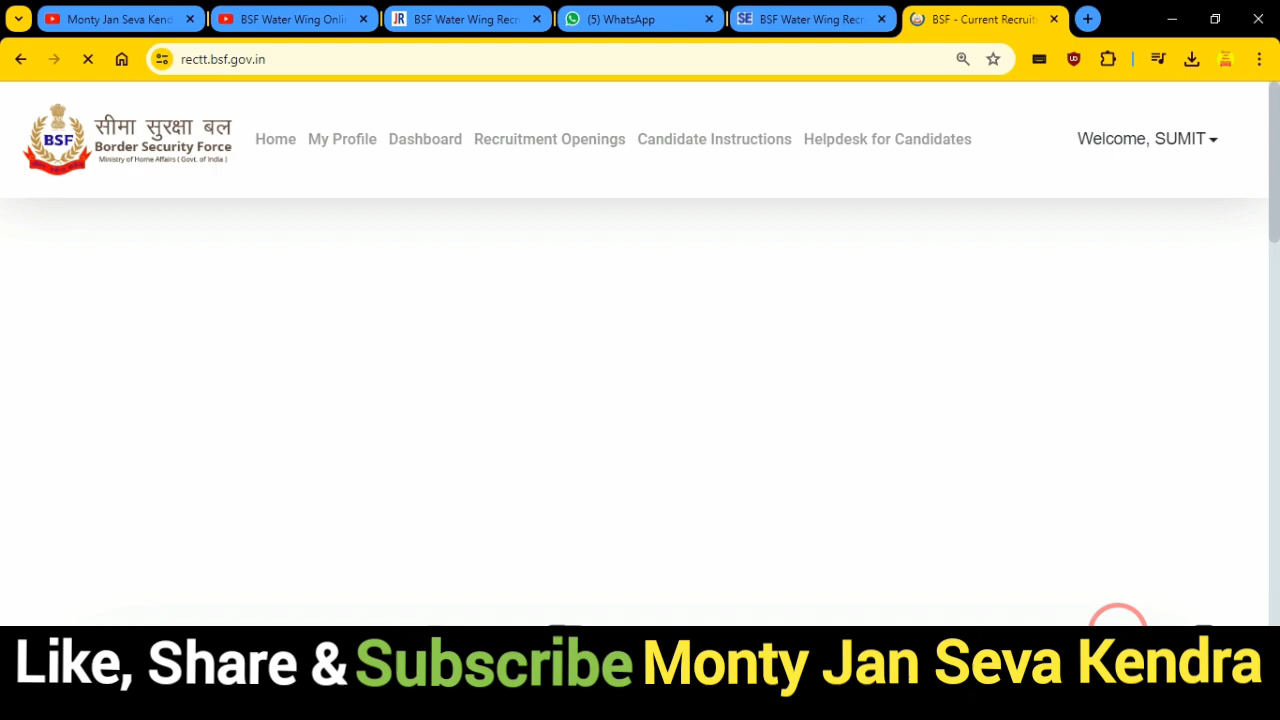 Monty Jan Seva Kend
BSF Water Wing Onli
JR BSF Water Wing Recr
(5) WhatsApp
SE BSF Water Wing Recr
BSF - Current Recruit
rectt.bsf.gov.in
BSF
सीमा सुरक्षा बल
Border Security Force
Ministry of Home Affairs ( Govt. of India )
Home My Profile Dashboard Recruitment Openings Candidate Instructions Helpdesk for Candidates
Welcome, SUMIT
Like, Share & Subscribe Monty Jan Seva Kendra